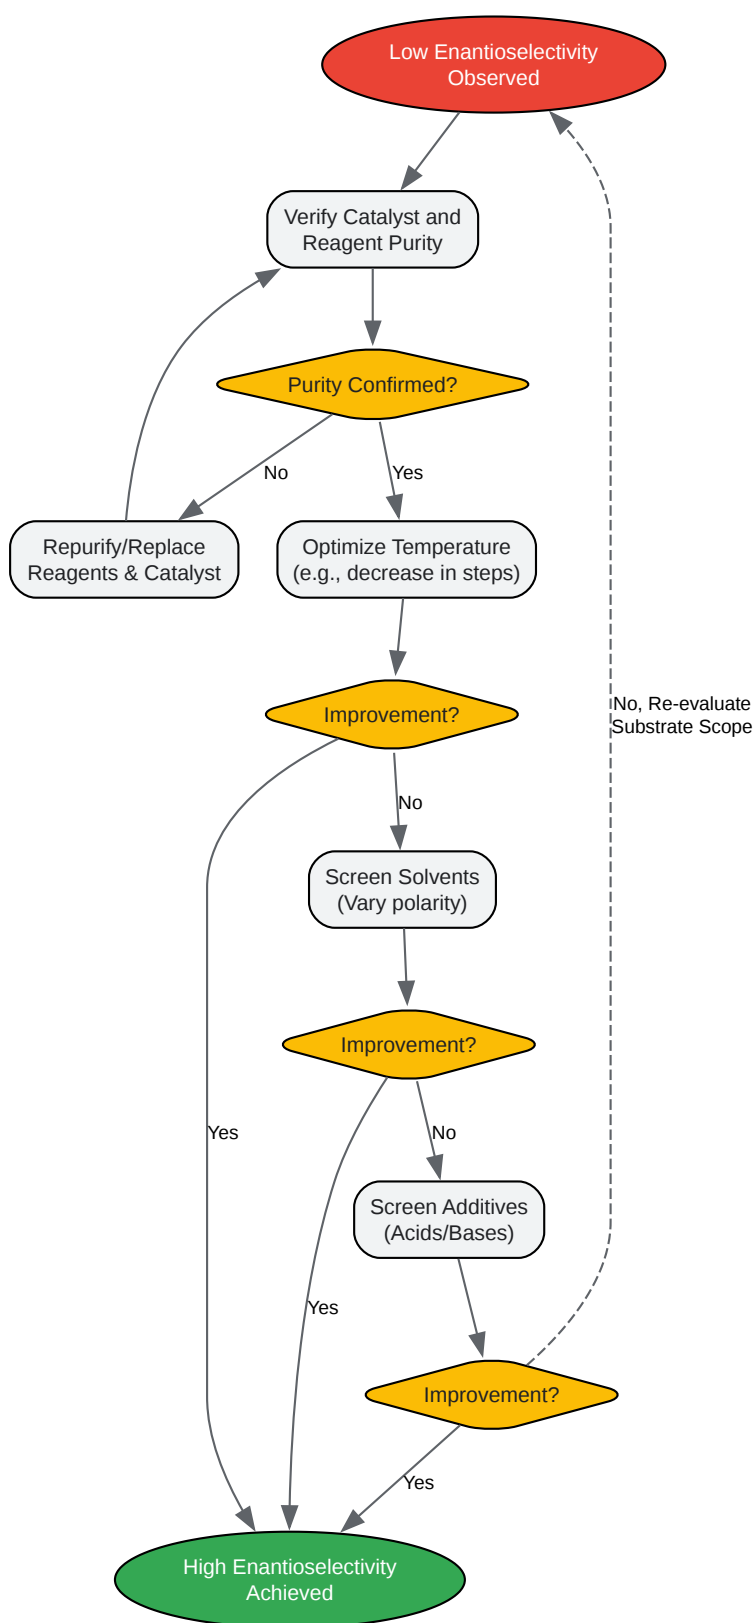 Low Enantioselectivity
Observed
Verify Catalyst and
Reagent Purity
Purity Confirmed?
No
Yes
Repurify/Replace
Reagents & Catalyst
Optimize Temperature
(e.g., decrease in steps)
Improvement?
No, Re-evaluate
Substrate Scope
No
Screen Solvents
(Vary polarity)
Improvement?
Yes
No
Screen Additives
(Acids/Bases)
Yes
Improvement?
Yes
High Enantioselectivity
Achieved